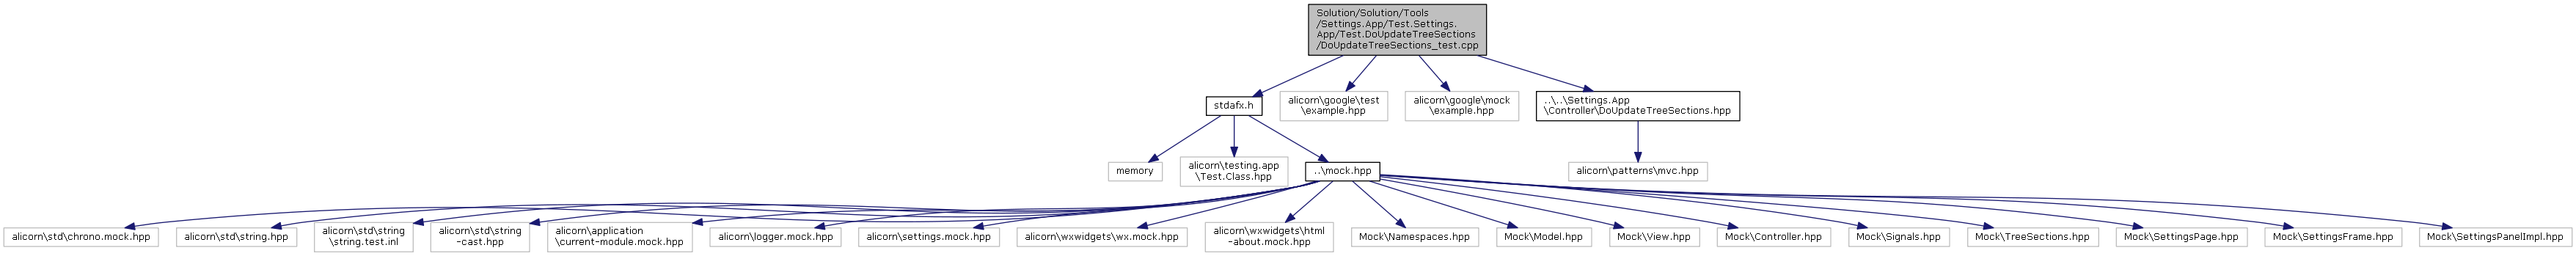 Solution/Solution/Tools
/Settings.App/Test.Settings.
App/Test.DoUpdateTreeSections
/DoUpdateTreeSections_test.cpp
stdafx.h
alicorn\google\test
\example.hpp
alicorn\google\mock
\example.hpp
..\..\Settings.App
\Controller\DoUpdateTreeSections.hpp
memory
alicorn\testing.app
\Test.Class.hpp
..\mock.hpp
alicorn\patterns\mvc.hpp
alicorn\std\chrono.mock.hpp
alicorn\std\string.hpp
alicorn\std\string
\string.test.inl
alicorn\std\string
-cast.hpp
alicorn\application
\current-module.mock.hpp
alicorn\logger.mock.hpp
alicorn\settings.mock.hpp
alicorn\wxwidgets\wx.mock.hpp
alicorn\wxwidgets\html
-about.mock.hpp
Mock\Namespaces.hpp
Mock\Model.hpp
Mock\View.hpp
Mock\Controller.hpp
Mock\Signals.hpp
Mock\TreeSections.hpp
Mock\SettingsPage.hpp
Mock\SettingsFrame.hpp
Mock\SettingsPanelImpl.hpp